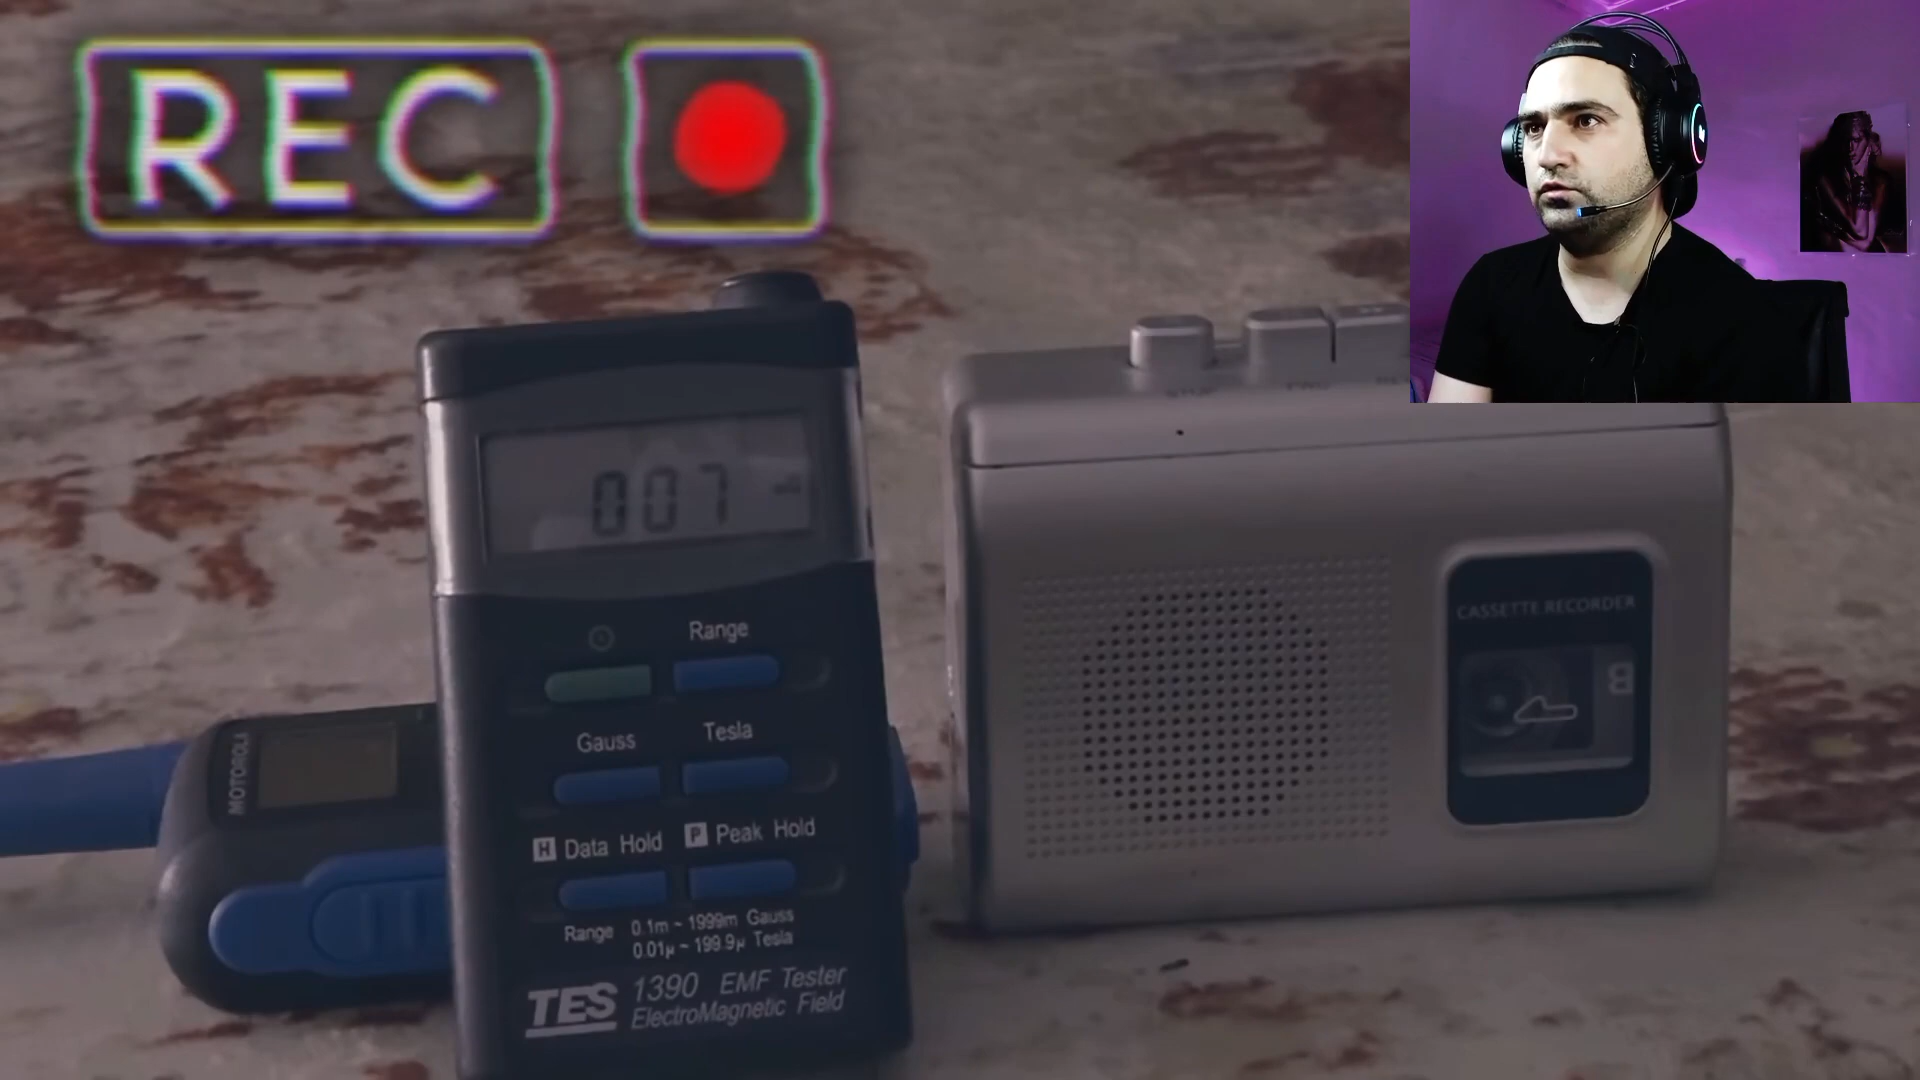 REC
007
Range
Gauss Tesla
H Data Hold P Peak Hold
Range 0.1m ~ 1999m Gauss
0.01µ ~ 199.9µ Tesla
TES 1390 EMF Tester
ElectroMagnetic Field
MOTOROLA
CASSETTE RECORDER
B